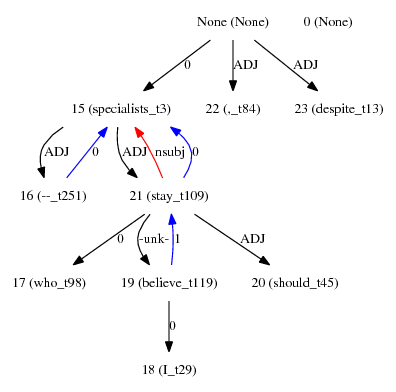 None (None) 0 (None)
0 ADJ ADJ
15 (specialists_t3) 22 (,_t84) 23 (despite_t13)
ADJ 0 ADJ nsubj 0
16 (--_t251) 21 (stay_t109)
0 -unk- 1 ADJ
17 (who_t98) 19 (believe_t119) 20 (should_t45)
0
18 (I_t29)